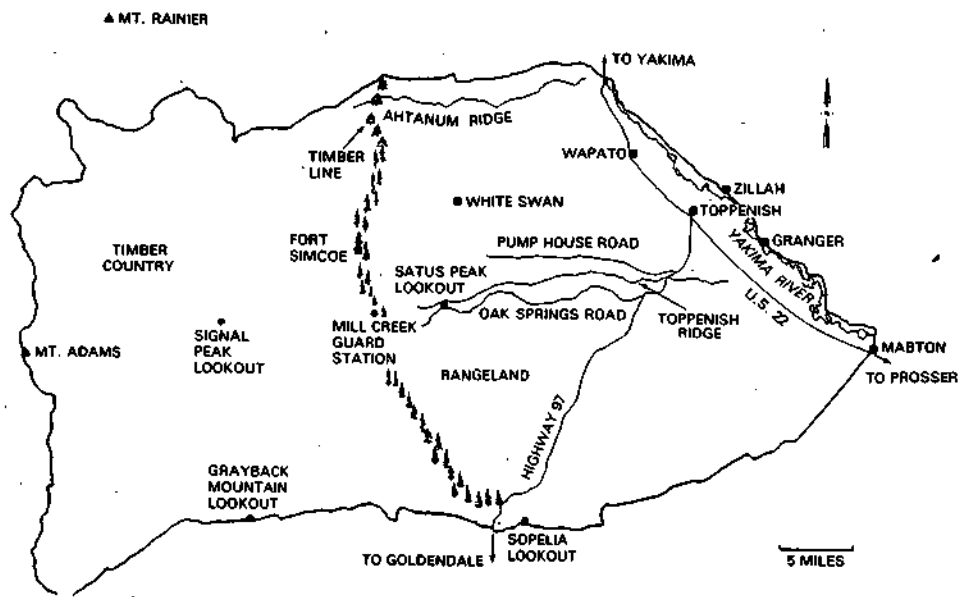 MT. RAINIER
TO YAKIMA
AHTANUM RIDGE
TIMBER
LINE
WAPATO
ZILLAH
WHITE SWAN
TOPPENISH
FORT
SIMCOE
PUMP HOUSE ROAD
GRANGER
YAKIMA RIVER
TIMBER
COUNTRY
SATUS PEAK
LOOKOUT
U.S. 22
OAK SPRINGS ROAD
TOPPENISH
RIDGE
SIGNAL
PEAK
LOOKOUT
MILL CREEK
GUARD
STATION
MT. ADAMS
MABTON
RANGELAND
TO PROSSER
HIGHWAY 97
GRAYBACK
MOUNTAIN
LOOKOUT
SOPELIA
LOOKOUT
TO GOLDENDALE
5 MILES